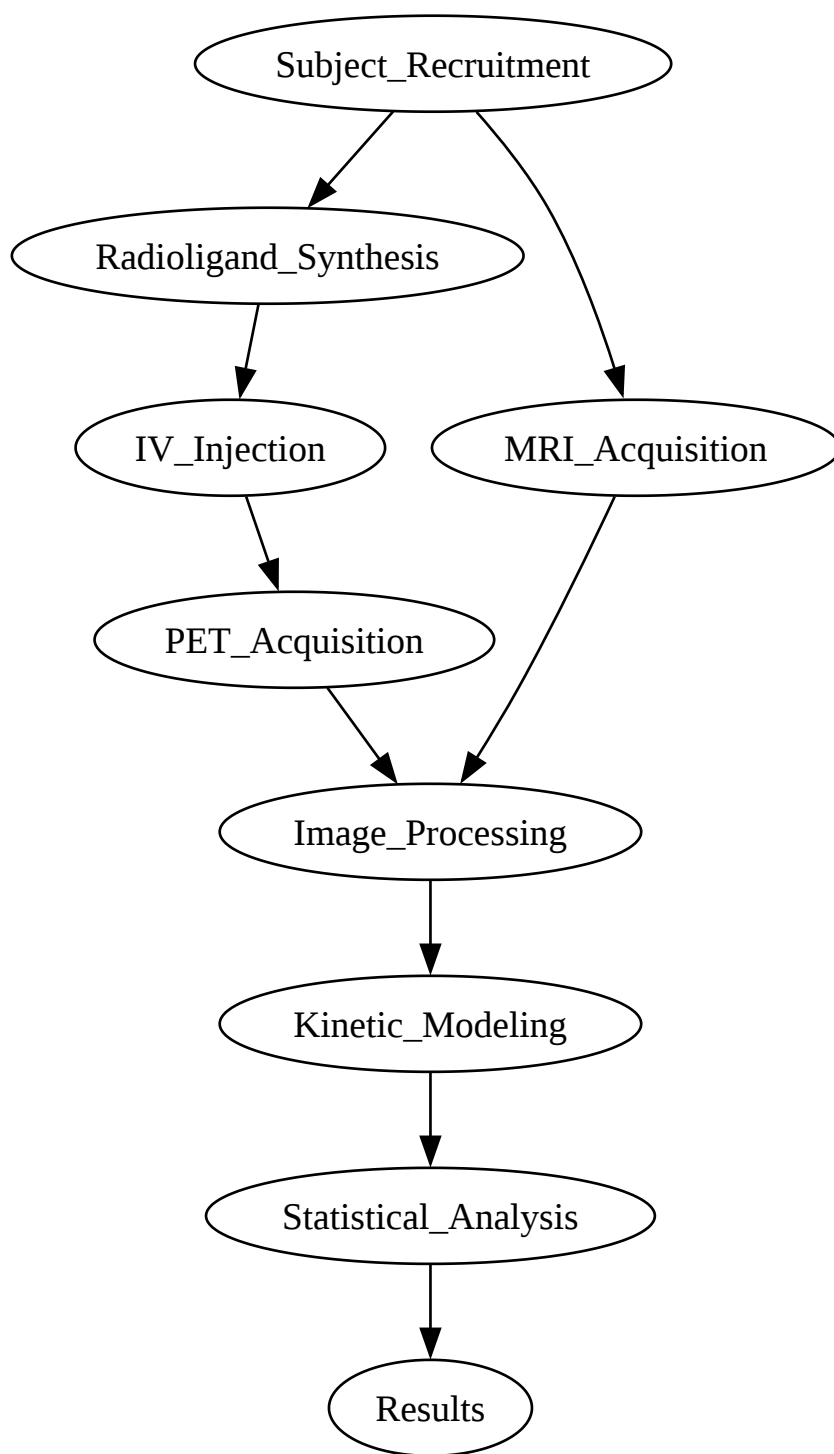 Subject_Recruitment
Radioligand_Synthesis
IV_Injection
MRI_Acquisition
PET_Acquisition
Image_Processing
Kinetic_Modeling
Statistical_Analysis
Results